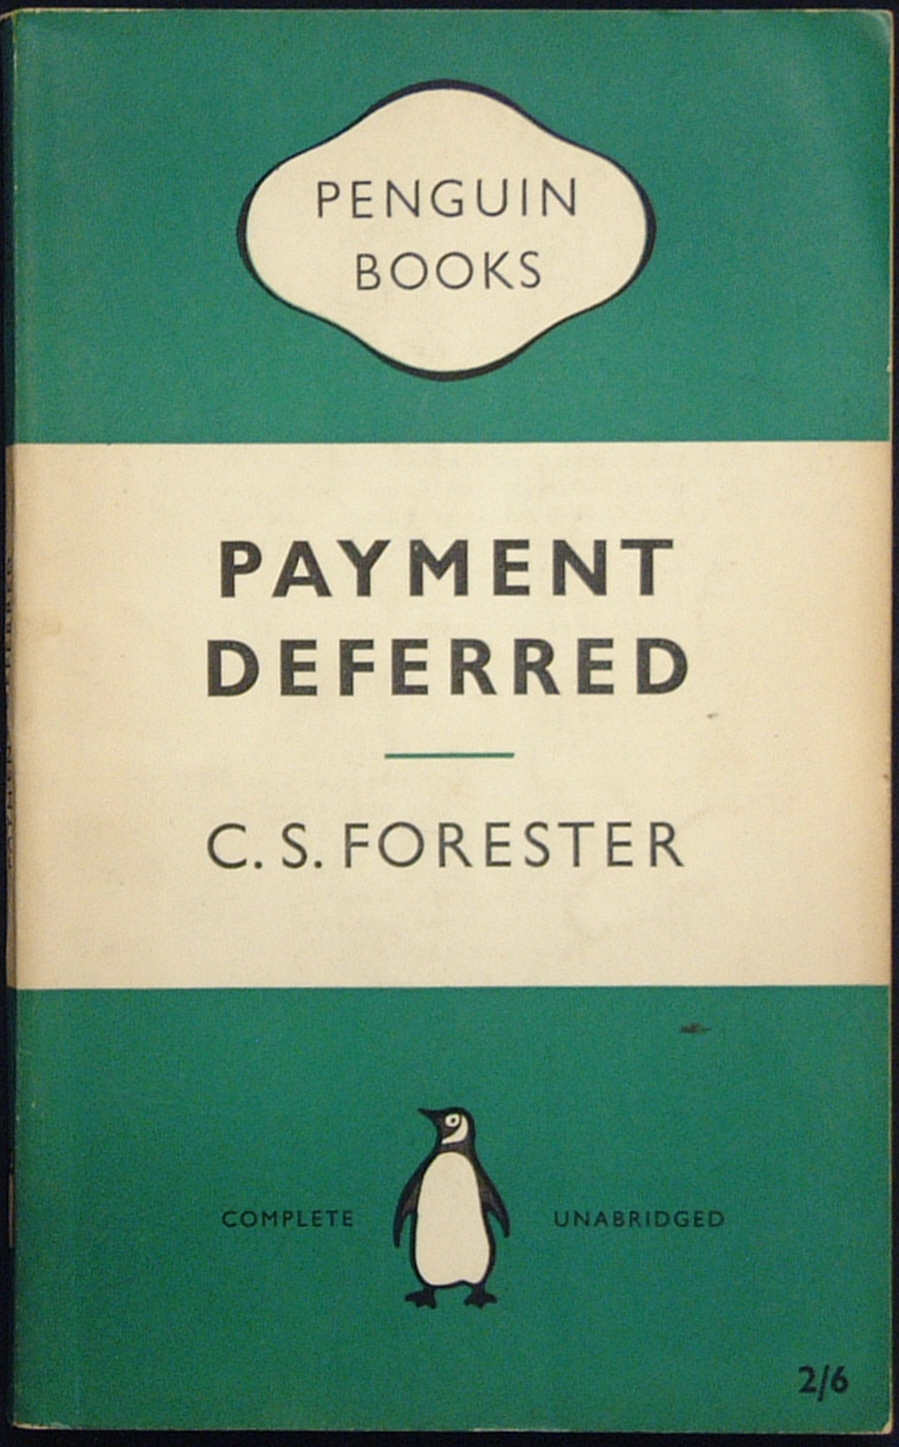 PENGUIN
BOOKS
PAYMENT
DEFERRED
C. S. FORESTER
COMPLETE UNABRIDGED
2/6